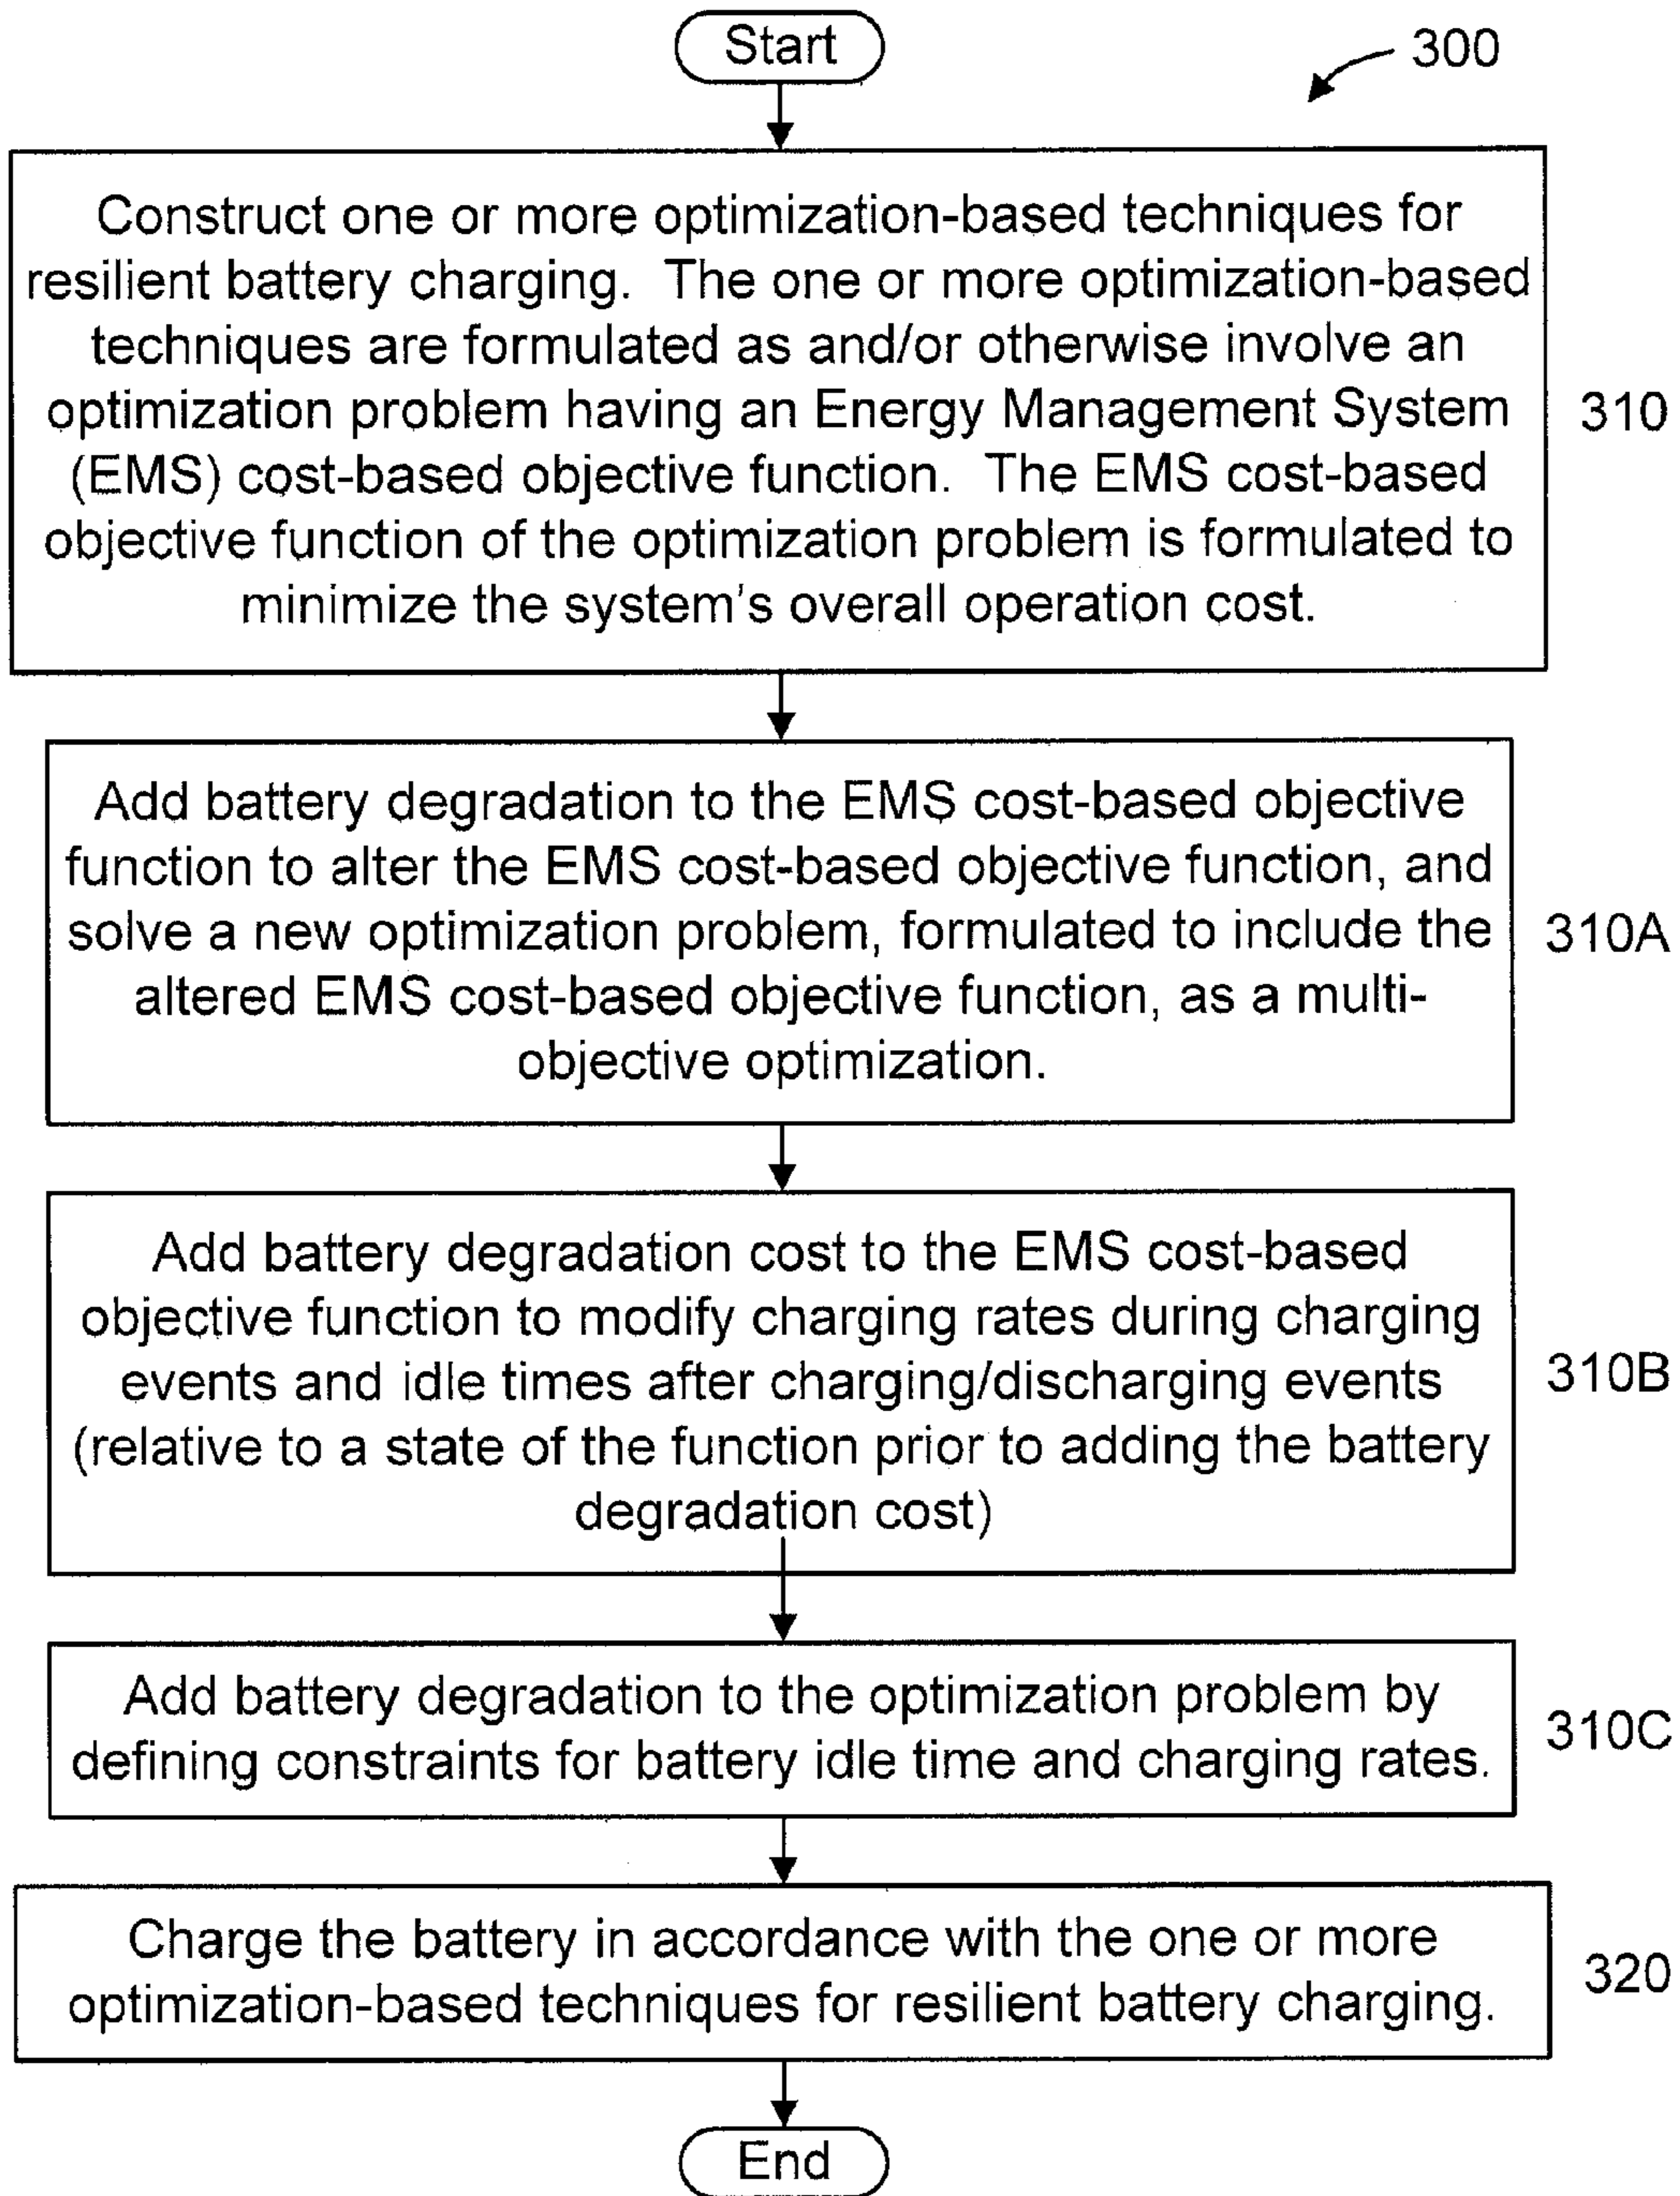 Start
300
Construct one or more optimization-based techniques for
resilient battery charging. The one or more optimization-based
techniques are formulated as and/or otherwise involve an
optimization problem having an Energy Management System
(EMS) cost-based objective function. The EMS cost-based
objective function of the optimization problem is formulated to
minimize the system's overall operation cost.
310
Add battery degradation to the EMS cost-based objective
function to alter the EMS cost-based objective function, and
solve a new optimization problem, formulated to include the
altered EMS cost-based objective function, as a multi-
objective optimization.
310A
Add battery degradation cost to the EMS cost-based
objective function to modify charging rates during charging
events and idle times after charging/discharging events
(relative to a state of the function prior to adding the battery
degradation cost)
310B
Add battery degradation to the optimization problem by
defining constraints for battery idle time and charging rates.
310C
Charge the battery in accordance with the one or more
optimization-based techniques for resilient battery charging.
320
End